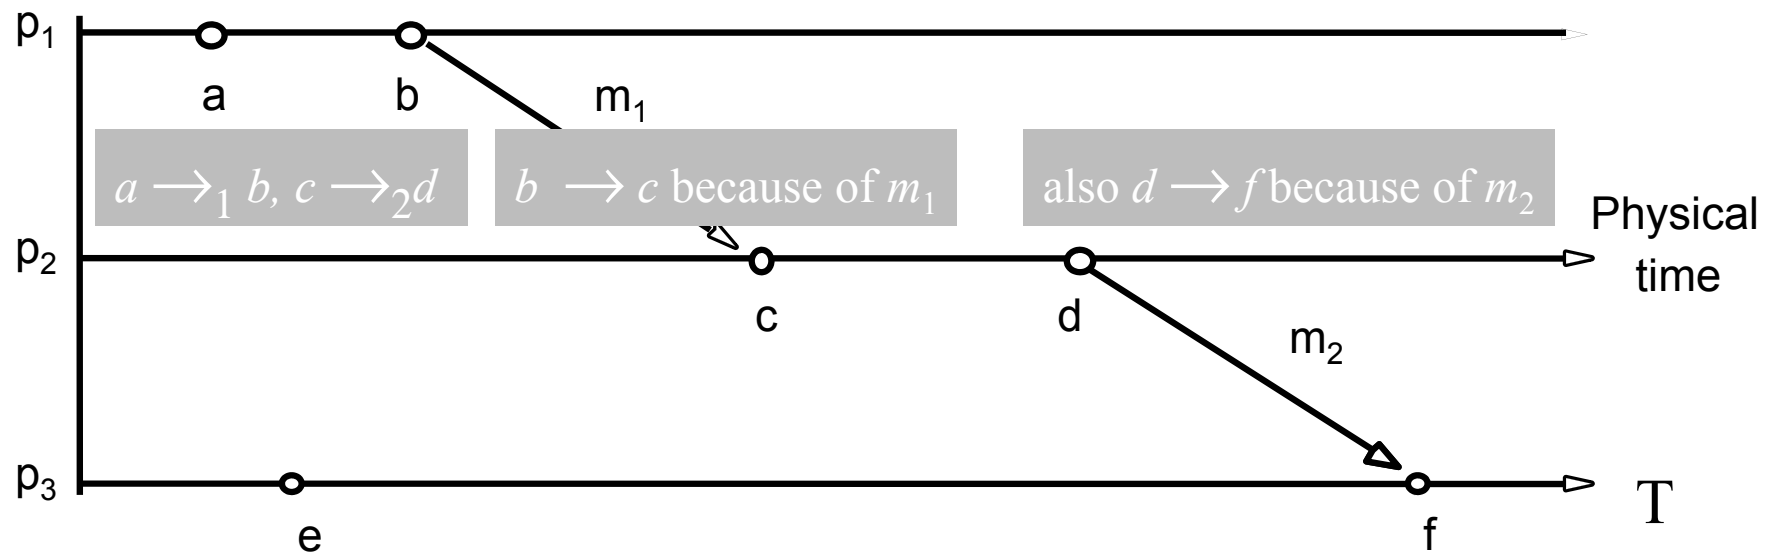 p₁
a b m₁
a →₁ b, c →₂d
b → c because of m₁
also d → f because of m₂
Physical
time
p₂
c d
m₂
p₃
T
e f